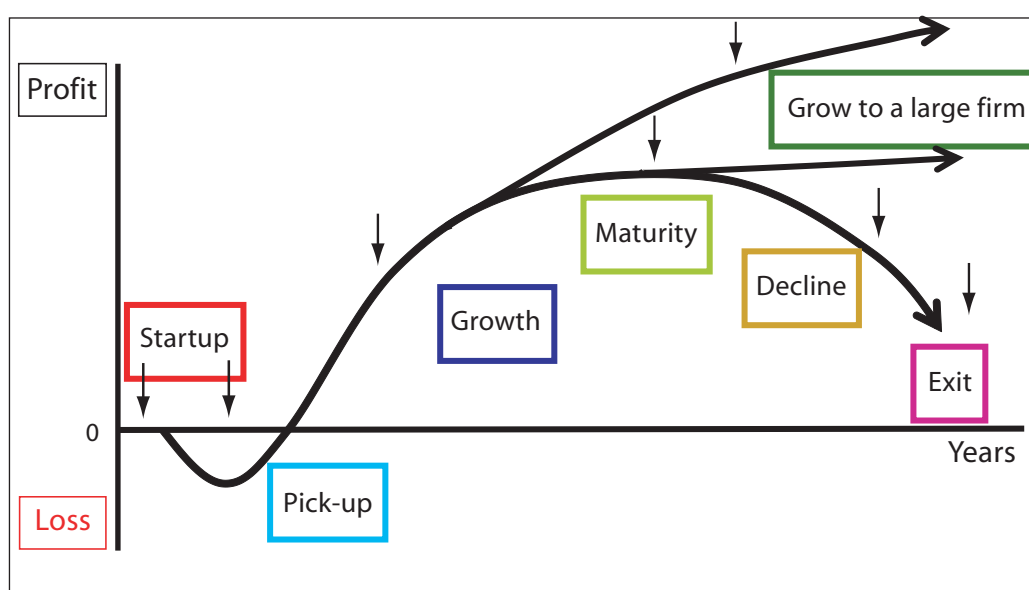 Profit
Grow to a large firm
Maturity
Decline
Growth
Startup
Exit
0
Years
Pick-up
Loss